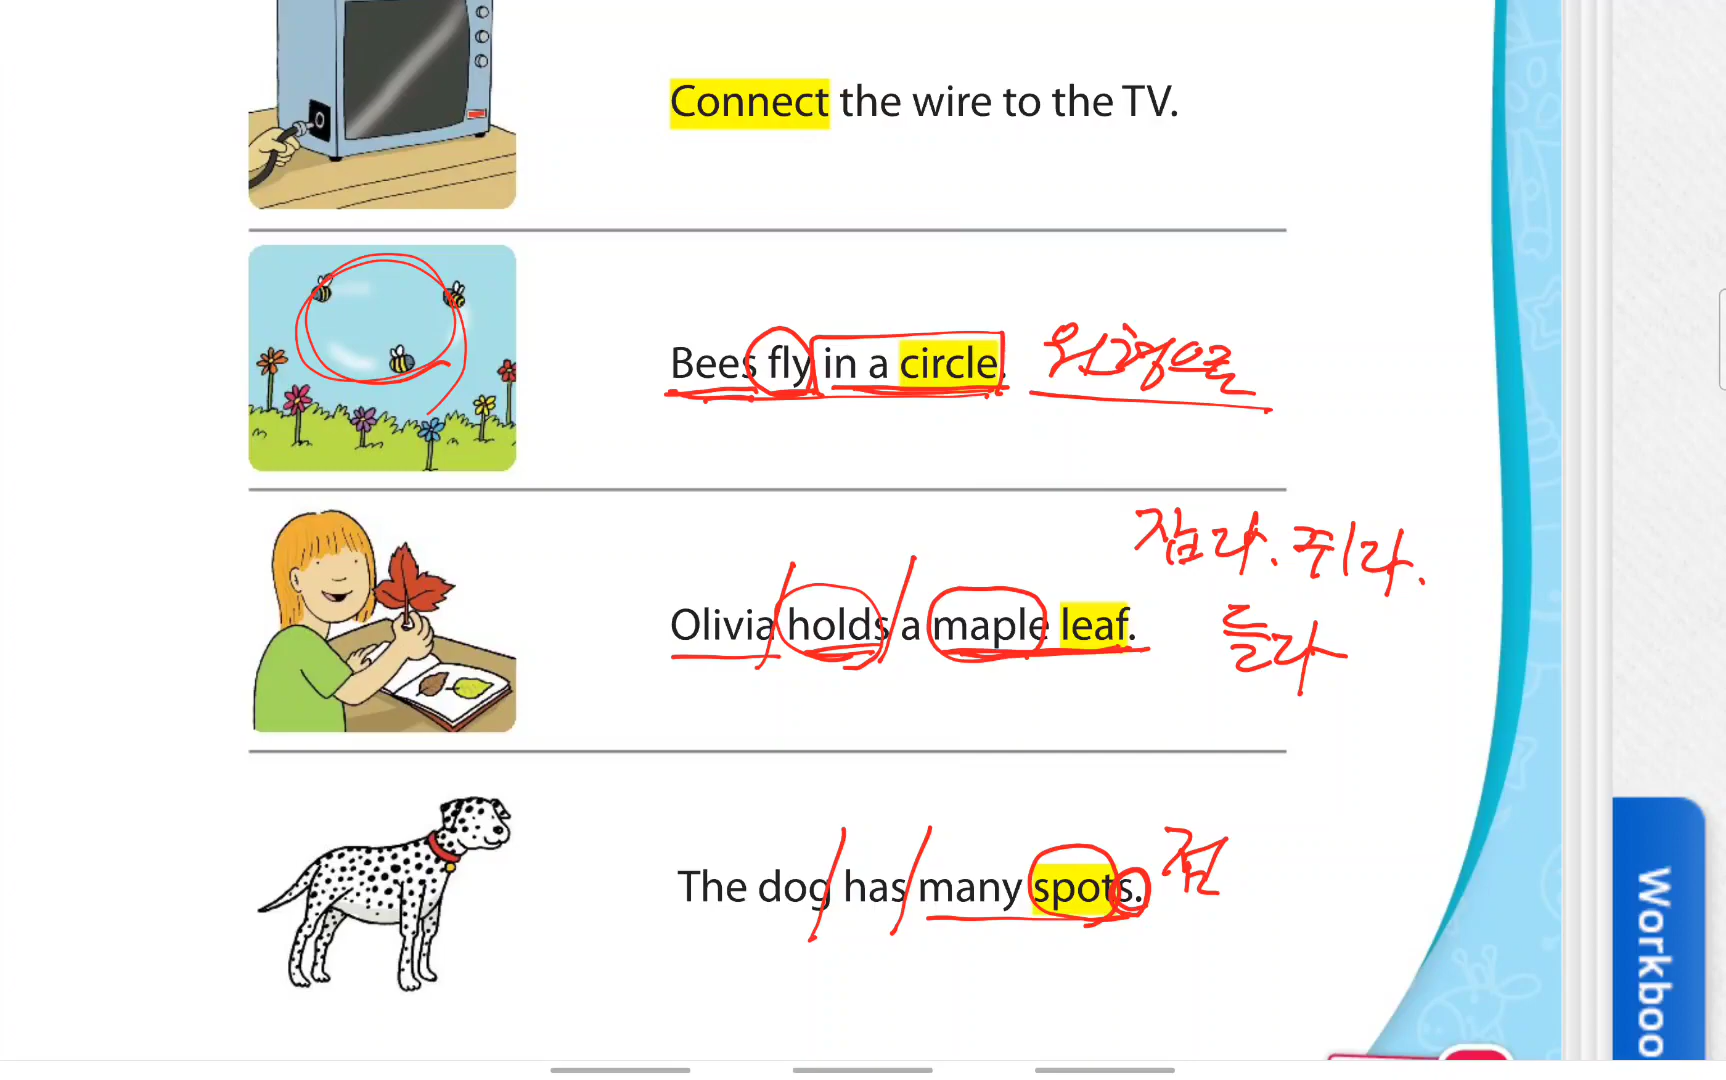 Connect the wire to the TV.
Bees fly in a circle. 원형으로
잡다. 쥐다.
Olivia holds a maple leaf. 들다
The dog has many spots. 점
Workboo